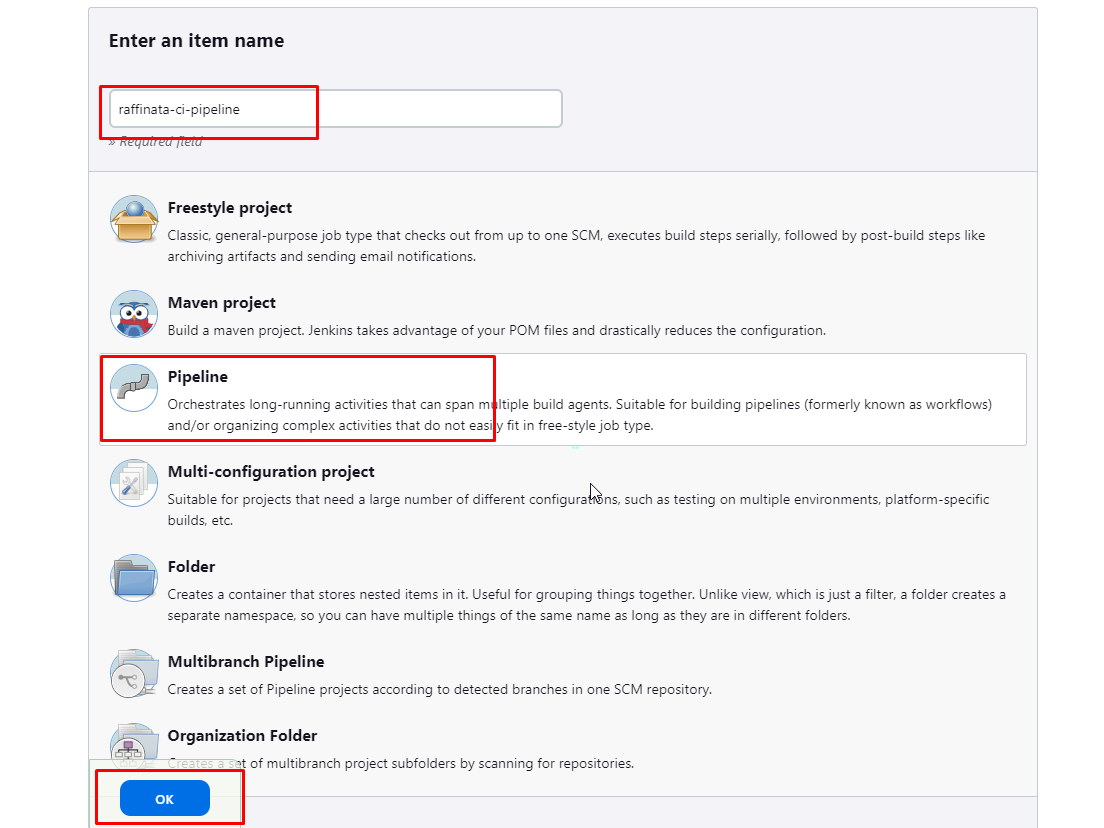 Enter an item name
raffinata-ci-pipeline
» Required field
Freestyle project
Classic, general-purpose job type that checks out from up to one SCM, executes build steps serially, followed by post-build steps like
archiving artifacts and sending email notifications.
Maven project
Build a maven project. Jenkins takes advantage of your POM files and drastically reduces the configuration.
Pipeline
Orchestrates long-running activities that can span multiple build agents. Suitable for building pipelines (formerly known as workflows)
and/or organizing complex activities that do not easily fit in free-style job type.
Multi-configuration project
Suitable for projects that need a large number of different configurations, such as testing on multiple environments, platform-specific
builds, etc.
Folder
Creates a container that stores nested items in it. Useful for grouping things together. Unlike view, which is just a filter, a folder creates a
separate namespace, so you can have multiple things of the same name as long as they are in different folders.
Multibranch Pipeline
Creates a set of Pipeline projects according to detected branches in one SCM repository.
Organization Folder
Creates a set of multibranch project subfolders by scanning for repositories.
OK